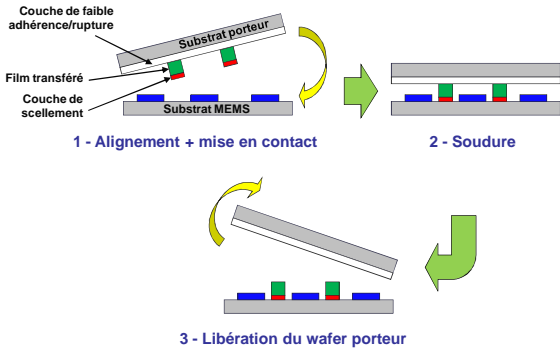 Couche de faible
adhérence/rupture
Substrat porteur
Film transféré
Couche de
scellement
Substrat MEMS
1 - Alignement + mise en contact
2 - Soudure
3 - Libération du wafer porteur